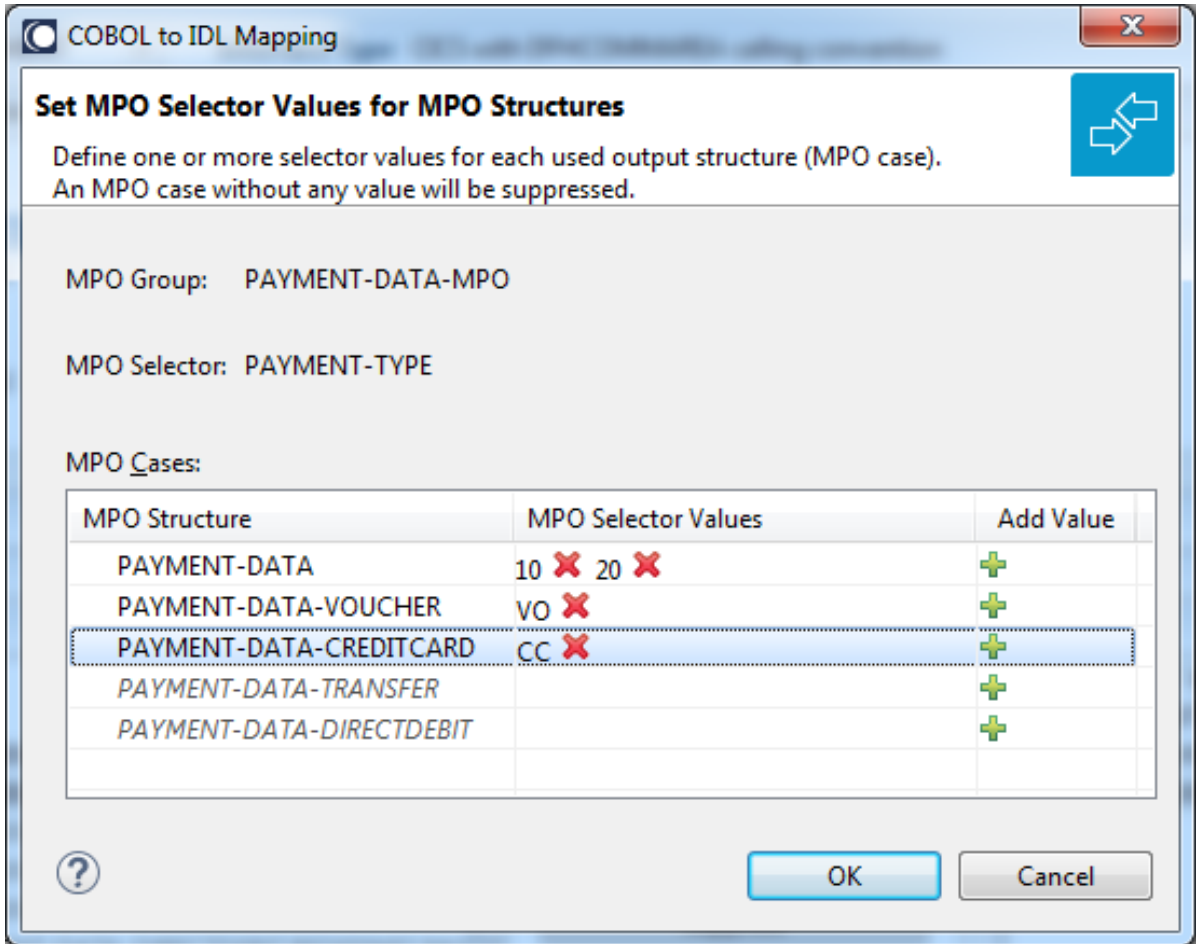 COBOL to IDL Mapping
Set MPO Selector Values for MPO Structures
Define one or more selector values for each used output structure (MPO case).
An MPO case without any value will be suppressed.
MPO Group: PAYMENT-DATA-MPO
MPO Selector: PAYMENT-TYPE
MPO Cases:
MPO Structure MPO Selector Values Add Value
PAYMENT-DATA 10 20
PAYMENT-DATA-VOUCHER VO
PAYMENT-DATA-CREDITCARD CC
PAYMENT-DATA-TRANSFER
PAYMENT-DATA-DIRECTDEBIT
?
OK Cancel